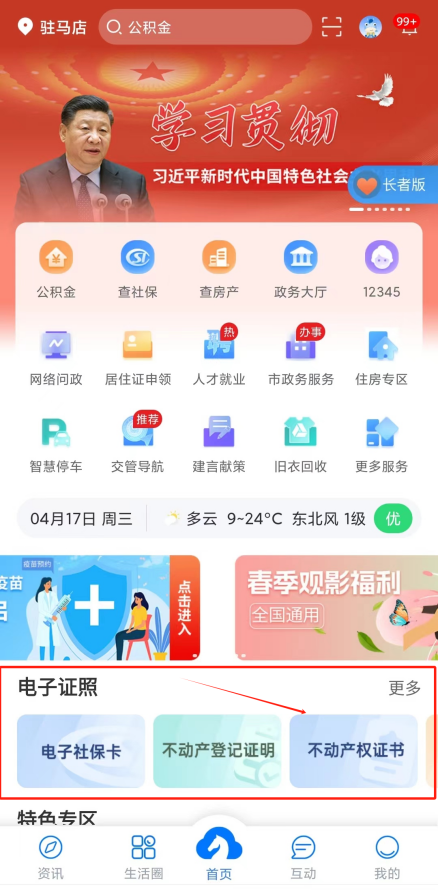 驻马店
公积金
99+
学习贯彻
习近平新时代中国特色社会
长者版
公积金
查社保
查房产
政务大厅
12345
网络问政
居住证申领
热
人才就业
办事
市政务服务
住房专区
智慧停车
推荐
交管导航
建言献策
旧衣回收
更多服务
04月17日 周三
多云 9~24°C 东北风 1级
优
疫苗预约
疫苗
点击进入
春季观影福利
全国通用
电子证照
更多
电子社保卡
不动产登记证明
不动产权证书
特色专区
资讯
生活圈
首页
互动
我的